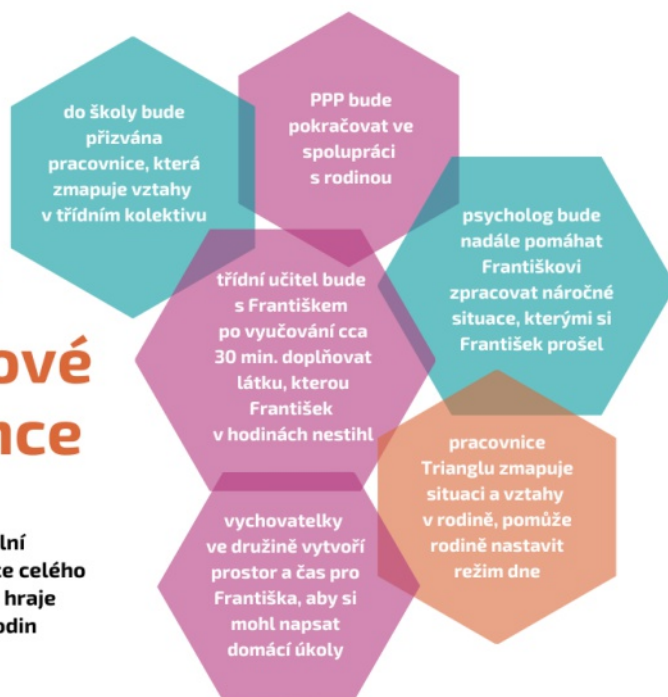 do školy bude
přizvána
pracovnice, která
zmapuje vztahy
v třídním kolektivu
PPP bude
pokračovat ve
spolupráci
s rodinou
psycholog bude
nadále pomáhat
Františkovi
zpracovat náročné
situace, kterými si
František prošel
třídní učitel bude
s Františkem
po vyučování cca
30 min. doplňovat
látku, kterou
František
v hodinách nestihl
ové
nce
pracovnice
Trianglu zmapuje
situaci a vztahy
v rodině, pomůže
rodině nastavit
režim dne
lní
ce celého
hraje
odin
vychovatelky
ve družině vytvoří
prostor a čas pro
Františka, aby si
mohl napsat
domácí úkoly